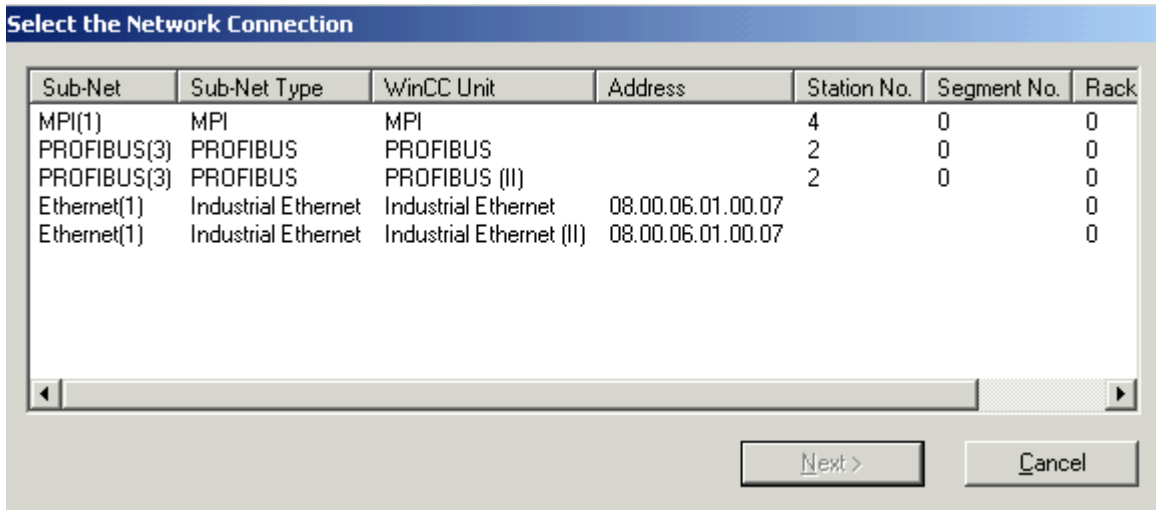 Select the Network Connection
Sub-Net Sub-Net Type WinCC Unit Address Station No. Segment No. Rack
MPI(1) MPI MPI 4 0 0
PROFIBUS(3) PROFIBUS PROFIBUS 2 0 0
PROFIBUS(3) PROFIBUS PROFIBUS (II) 2 0 0
Ethernet(1) Industrial Ethernet Industrial Ethernet 08.00.06.01.00.07 0
Ethernet(1) Industrial Ethernet Industrial Ethernet (II) 08.00.06.01.00.07 0
Next > Cancel